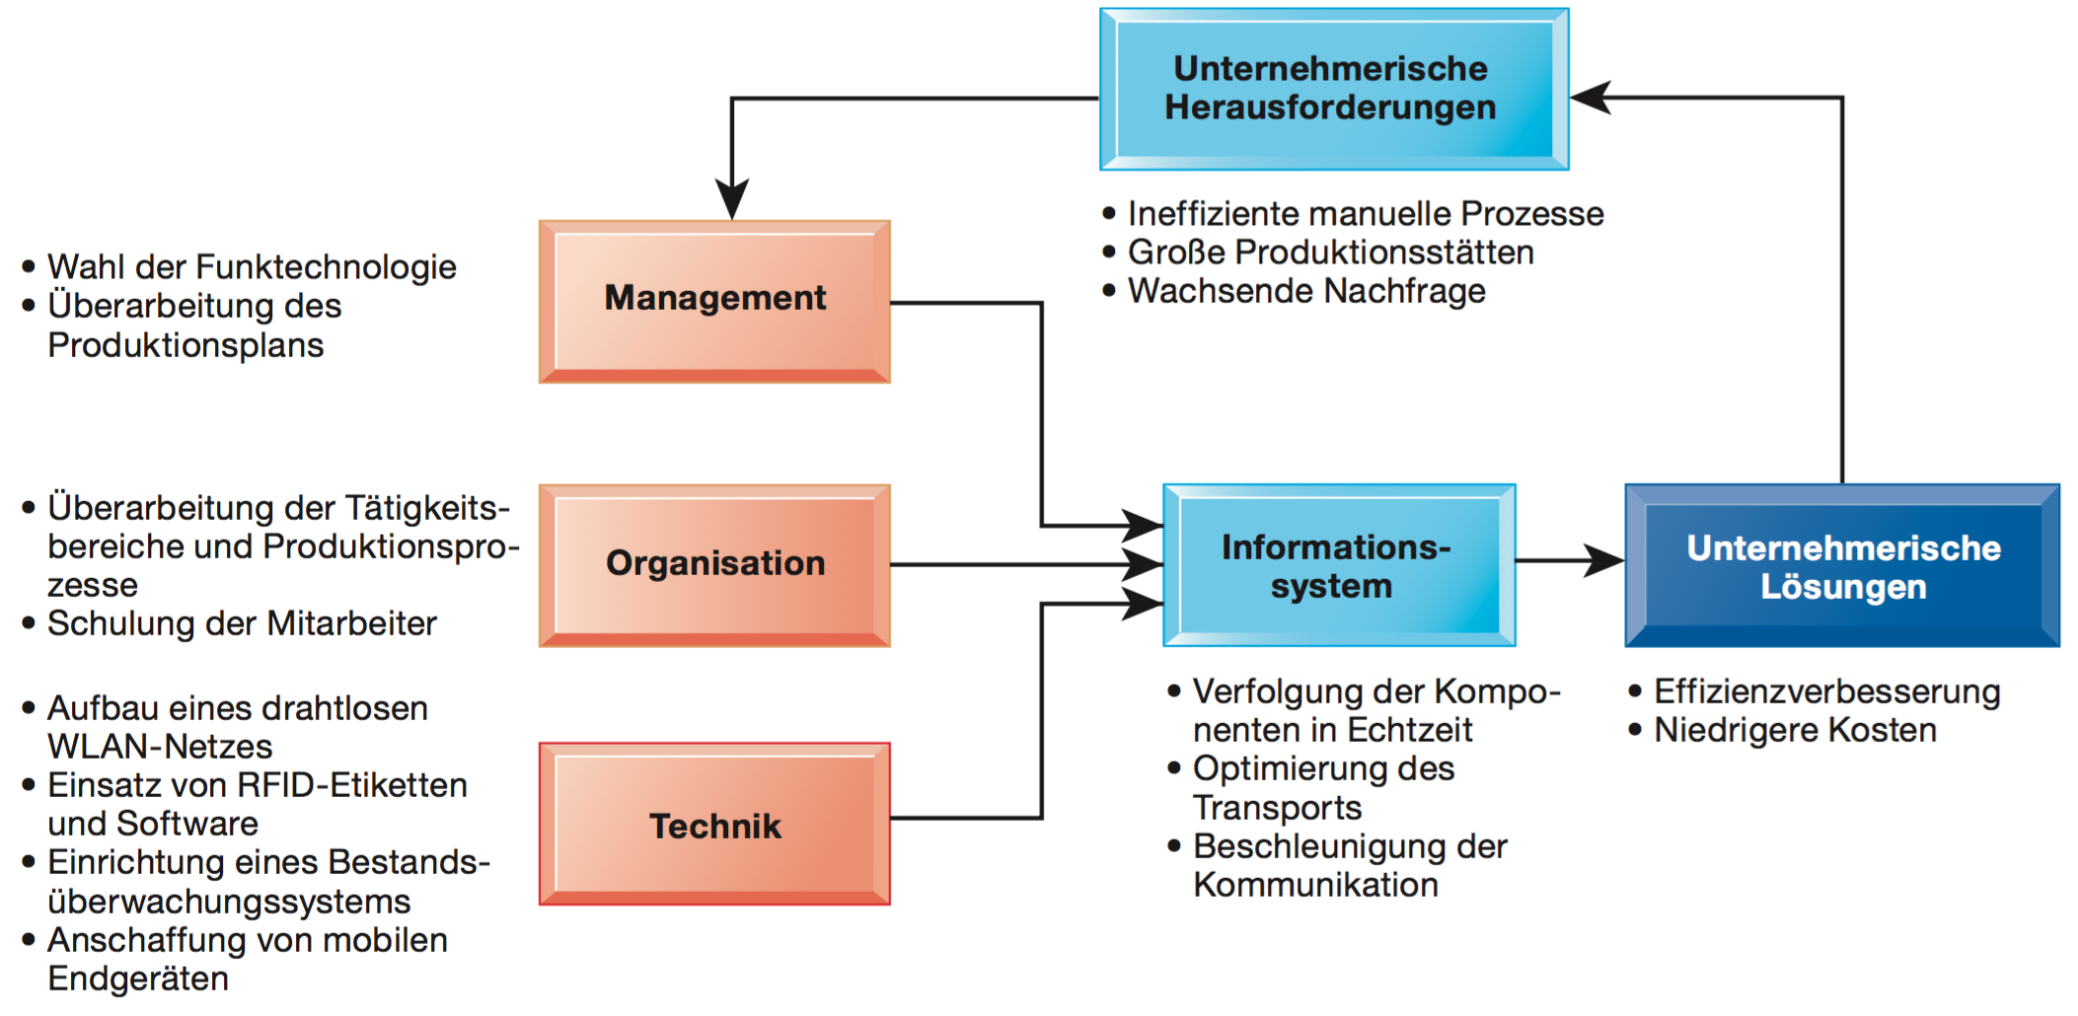 Unternehmerische
Herausforderungen
• Ineffiziente manuelle Prozesse
• Große Produktionsstätten
• Wachsende Nachfrage
• Wahl der Funktechnologie
• Überarbeitung des
Produktionsplans
Management
• Überarbeitung der Tätigkeits-
bereiche und Produktionspro-
zesse
• Schulung der Mitarbeiter
Organisation
Informations-
system
Unternehmerische
Lösungen
• Aufbau eines drahtlosen
WLAN-Netzes
• Einsatz von RFID-Etiketten
und Software
• Einrichtung eines Bestands-
überwachungssystems
• Anschaffung von mobilen
Endgeräten
Technik
• Verfolgung der Kompo-
nenten in Echtzeit
• Optimierung des
Transports
• Beschleunigung der
Kommunikation
• Effizienzverbesserung
• Niedrigere Kosten